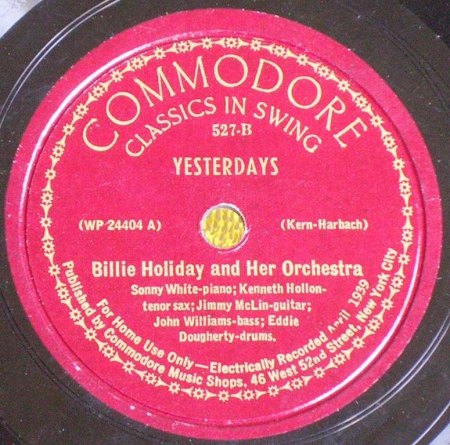 COMMODORE
CLASSICS IN SWING
527-B
YESTERDAYS
(WP 24404 A)
(Kern-Harbach)
Billie Holiday and Her Orchestra
Sonny White-piano; Kenneth Hollon-
tenor sax; Jimmy McLin-guitar;
John Williams-bass; Eddie
Dougherty-drums.
For Home Use Only—Electrically Recorded April 1939
Published by Commodore Music Shops, 46 West 52nd Street, New York City